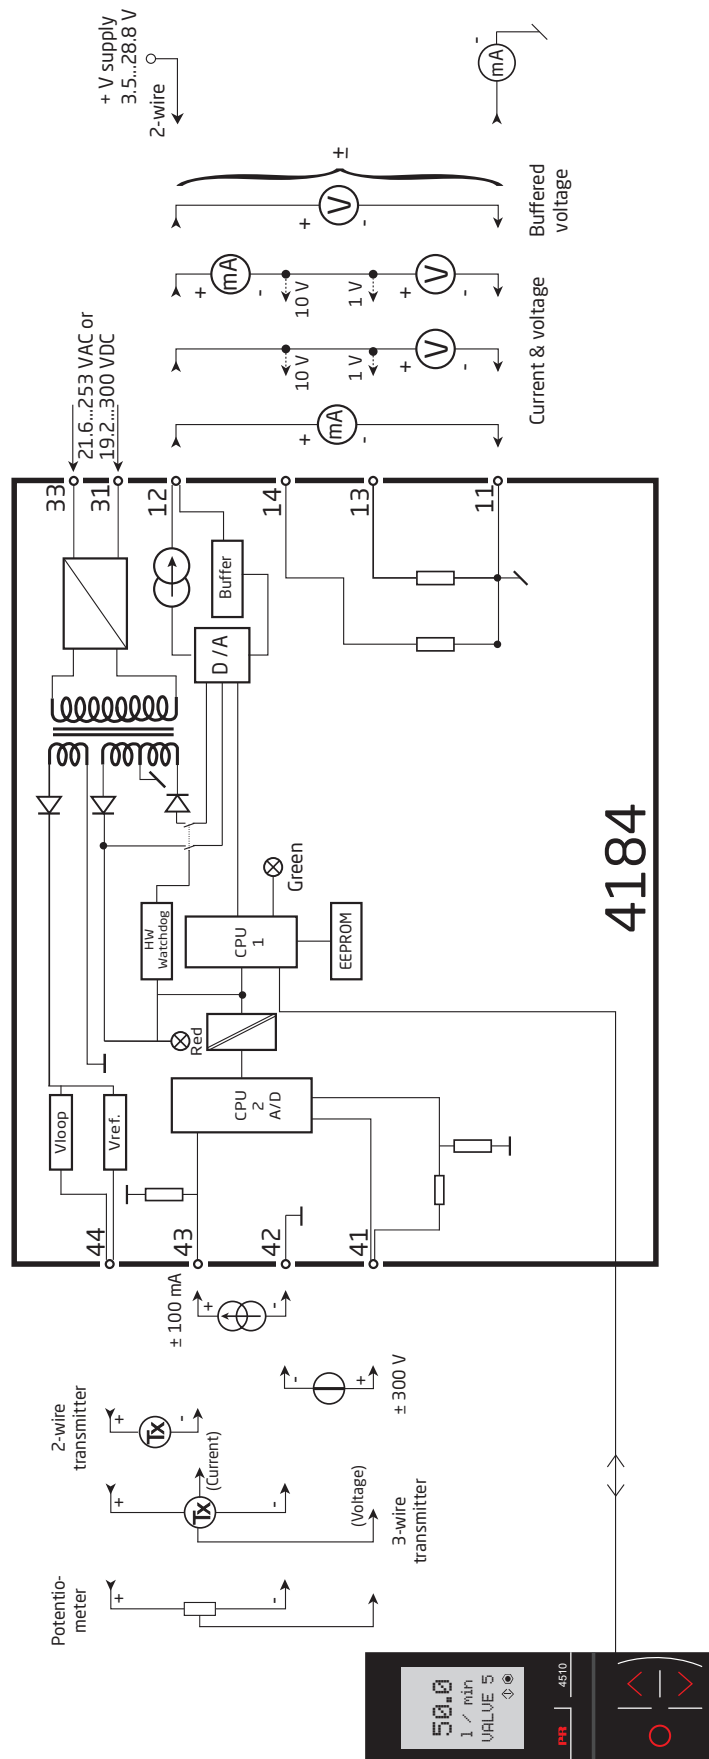 Potentio-
meter
+
-
3-wire
transmitter
Tx
+
-
(Current)
(Voltage)
2-wire
transmitter
Tx
+
-
± 300 V
-
+
± 100 mA
+
-
44
43
42
41
Vloop
Vref.
CPU
2
A/D
Red
HW
Watchdog
CPU
1
EEPROM
Green
D/A
Buffer
4184
33
31
12
14
13
11
21.6...253 VAC or
19.2...300 VDC
+
mA
-
10 V
1 V
+
V
-
+
mA
-
10 V
1 V
+
V
-
Current & voltage
+
V
-
±
Buffered
voltage
+ V supply
3.5...28.8 V
2-wire
mA
-
50.0
l / min
VALVE 5
PR
4510